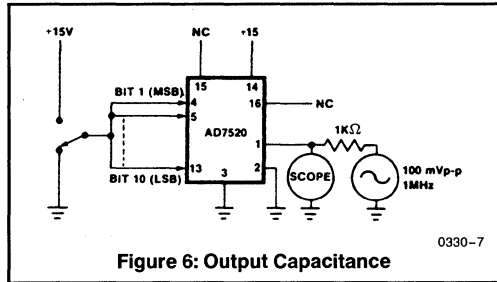 NC
+15
+15V
15
14
BIT 1 (MSB)
4
16
NC
5
AD7520
1KΩ
1
13
3
2
SCOPE
100 mVp-p
1MHz
BIT 10 (LSB)
0330-7
Figure 6: Output Capacitance